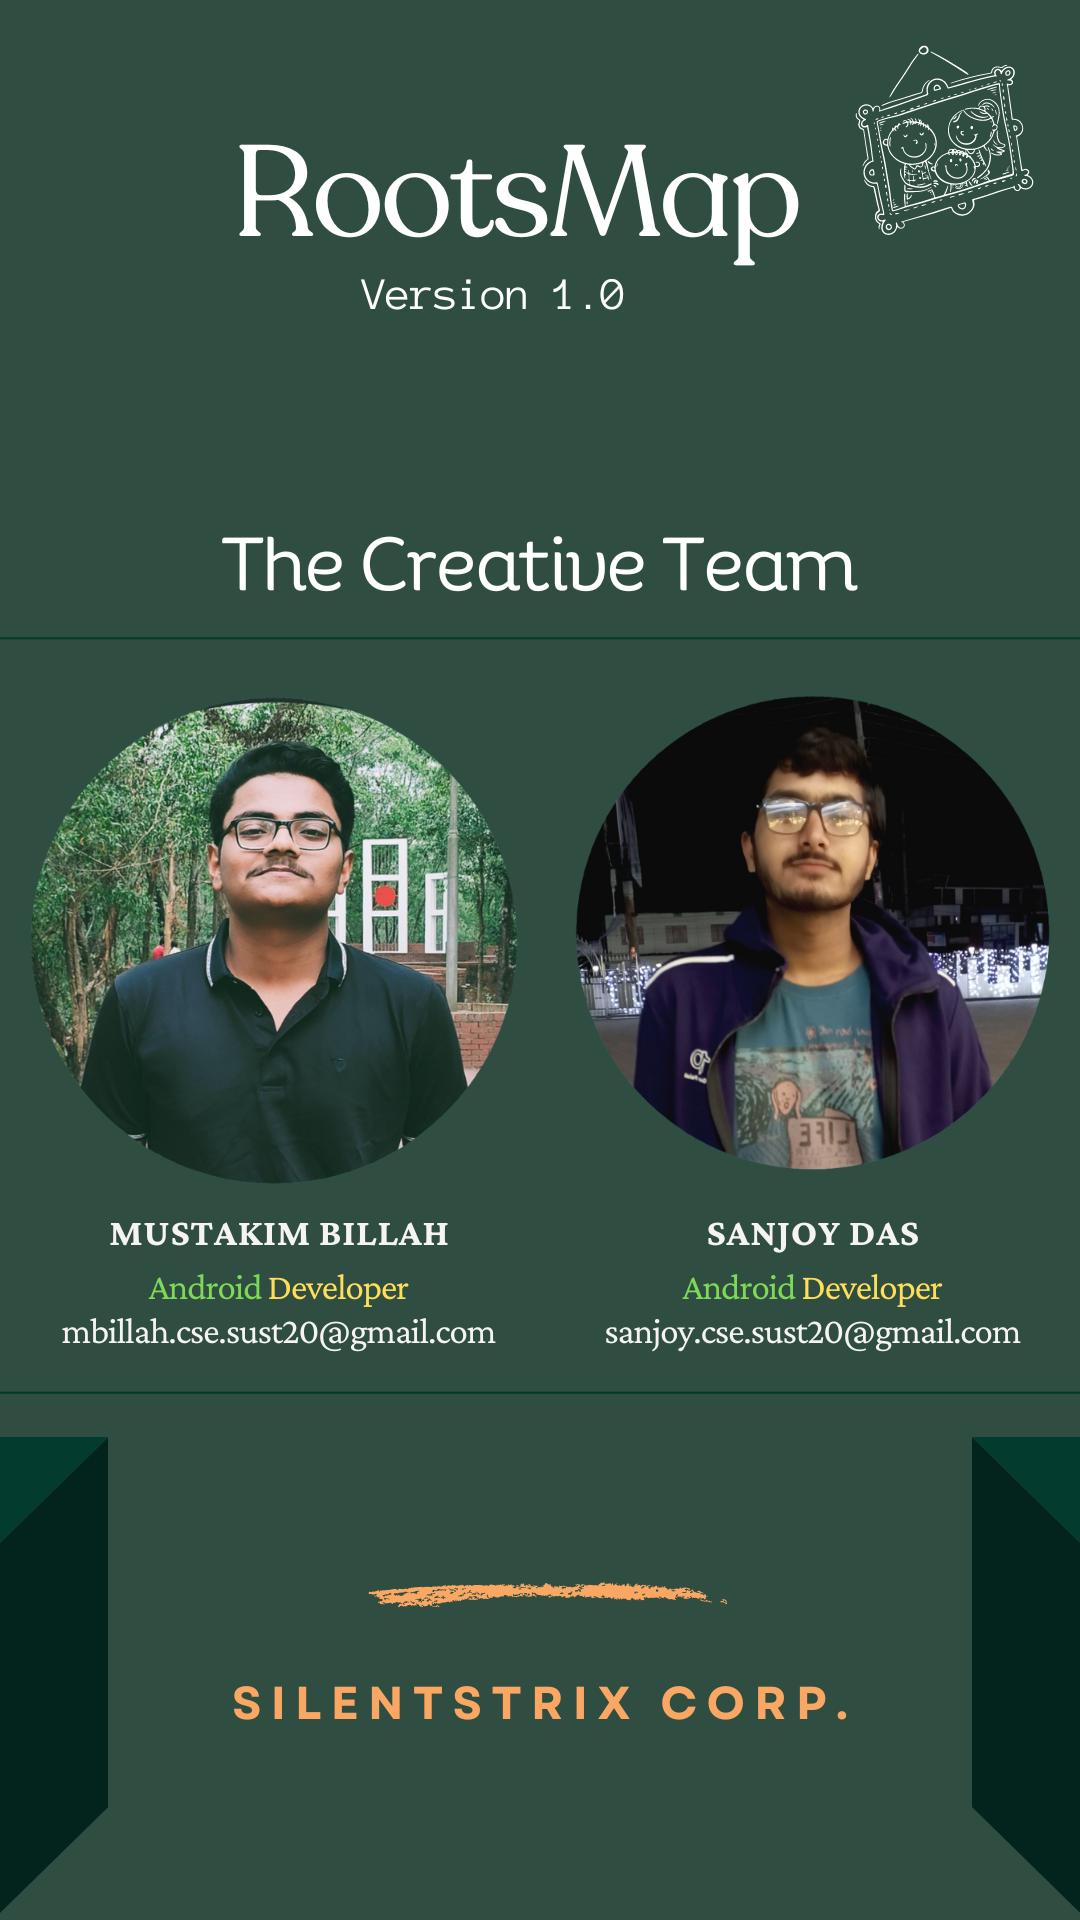 RootsMap
Version 1.0
The Creative Team
MUSTAKIM BILLAH
Android Developer
mbillah.cse.sust20@gmail.com
SANJOY DAS
Android Developer
sanjoy.cse.sust20@gmail.com
SILENTSTRIX CORP.